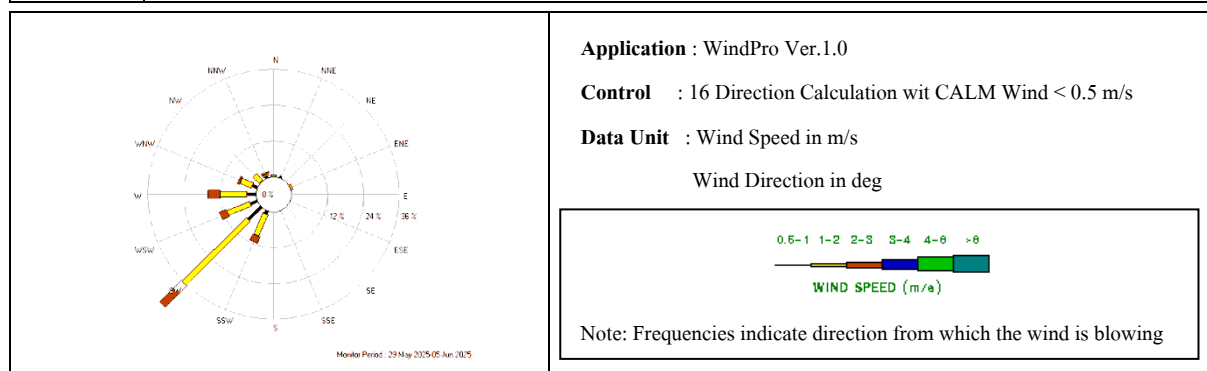 N
NNW
NNE
NW
NE
WNW
ENE
W
0 %
E
12 %
24 %
36 %
WSW
ESE
SW
SE
SSW
SSE
S
Monitor Period : 29 May 2025-05 Jun 2025
Application : WindPro Ver.1.0
Control : 16 Direction Calculation wit CALM Wind < 0.5 m/s
Data Unit : Wind Speed in m/s
Wind Direction in deg
0.5-1 1-2 2-3 3-4 4-6 >6
WIND SPEED (m/s)
Note: Frequencies indicate direction from which the wind is blowing